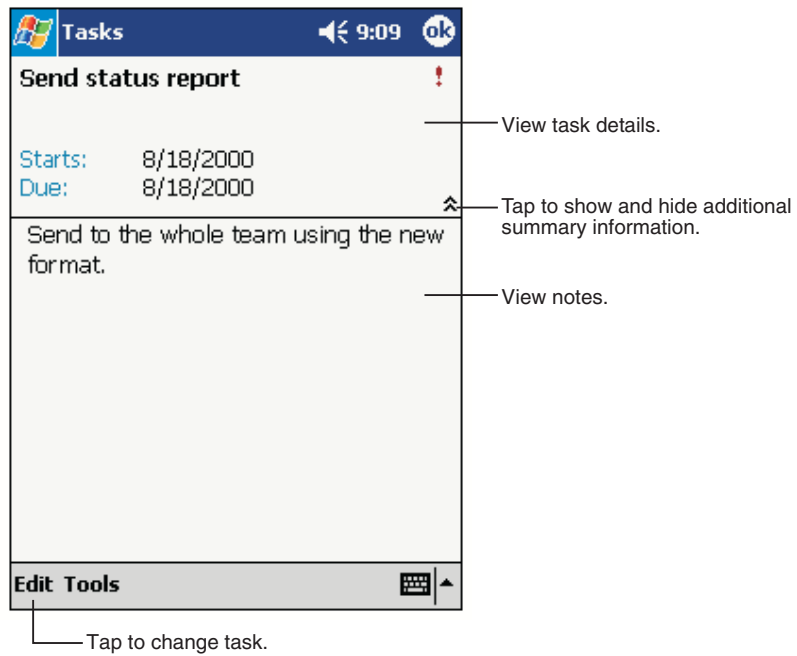 Tasks 9:09 ok
Send status report !
View task details.
Starts: 8/18/2000
Due: 8/18/2000
Tap to show and hide additional
summary information.
Send to the whole team using the new
format.
View notes.
Edit Tools
Tap to change task.